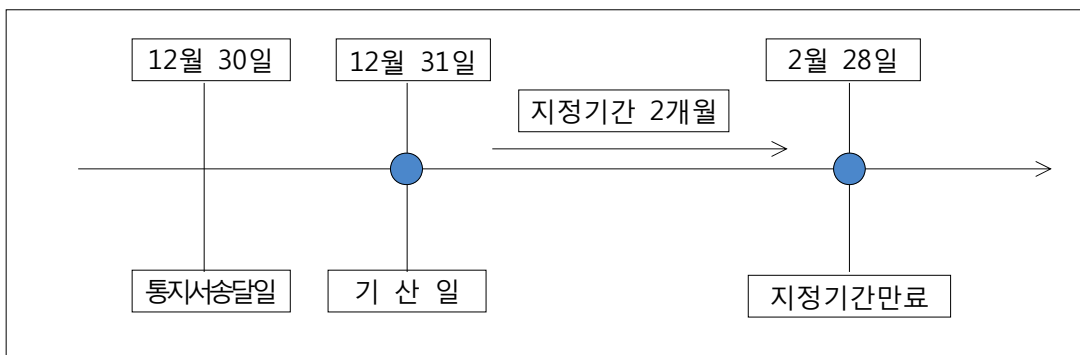 12월 30일
12월 31일
2월 28일
지정기간 2개월
통지서송달일
기 산 일
지정기간만료